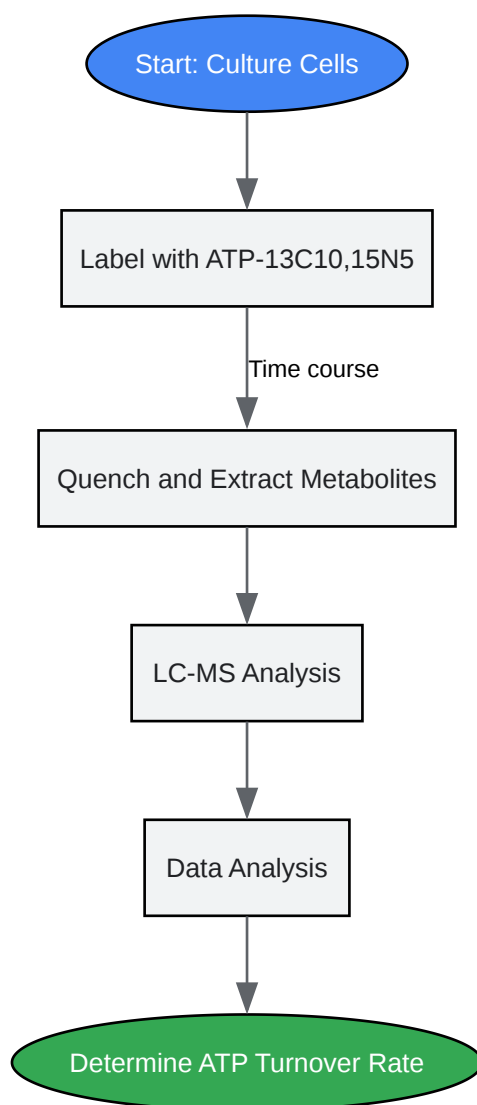 Start: Culture Cells
Label with ATP-13C10,15N5
Time course
Quench and Extract Metabolites
LC-MS Analysis
Data Analysis
Determine ATP Turnover Rate